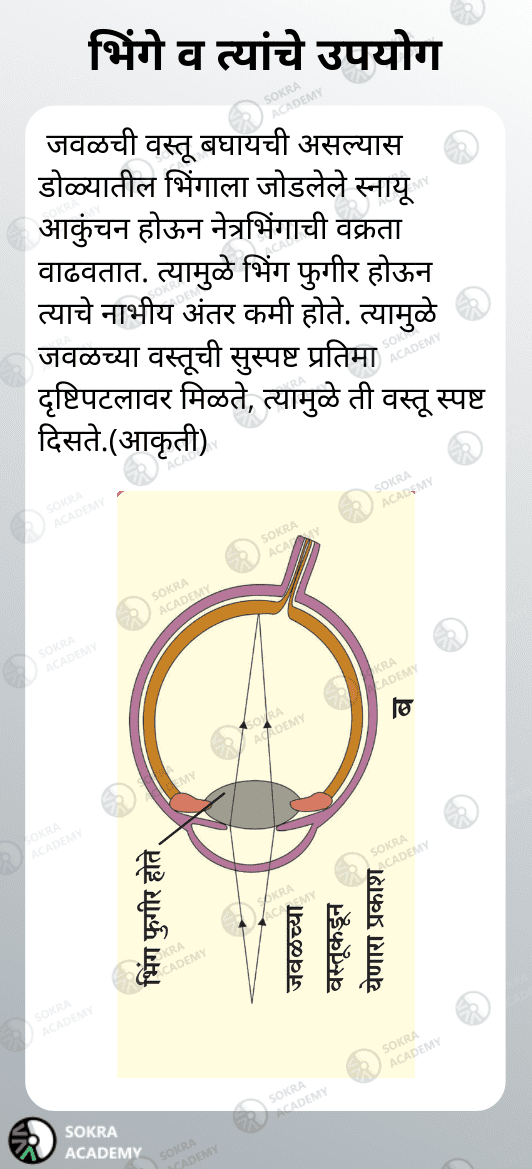 भिंगे व त्यांचे उपयोग
जवळची वस्तू बघायची असल्यास
डोळ्यातील भिंगाला जोडलेले स्नायू
आकुंचन होऊन नेत्रभिंगाची वक्रता
वाढवतात. त्यामुळे भिंग फुगीर होऊन
त्याचे नाभीय अंतर कमी होते. त्यामुळे
जवळच्या वस्तूची सुस्पष्ट प्रतिमा
दृष्टिपटलावर मिळते, त्यामुळे ती वस्तू स्पष्ट
दिसते.(आकृती)
ब
भिंग फुगीर होते
जवळच्या
वस्तूकडून
येणारा प्रकाश
SOKRA
ACADEMY